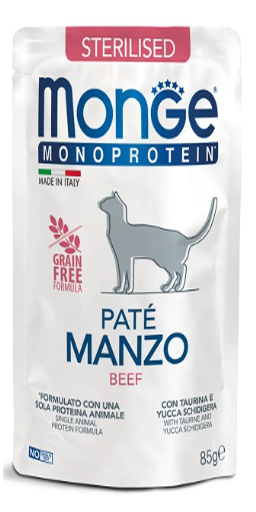 STERILISED
MONGE
MONOPROTEIN
MADE IN ITALY
GRAIN
FREE
FORMULA
PATÉ
MANZO
BEEF
*FORMULATO CON UNA
SOLA PROTEINA ANIMALE
SINGLE ANIMAL
PROTEIN FORMULA
CON TAURINA E
YUCCA SCHIDIGERA
WITH TAURINE AND
YUCCA SCHIDIGERA
NO
85g℮